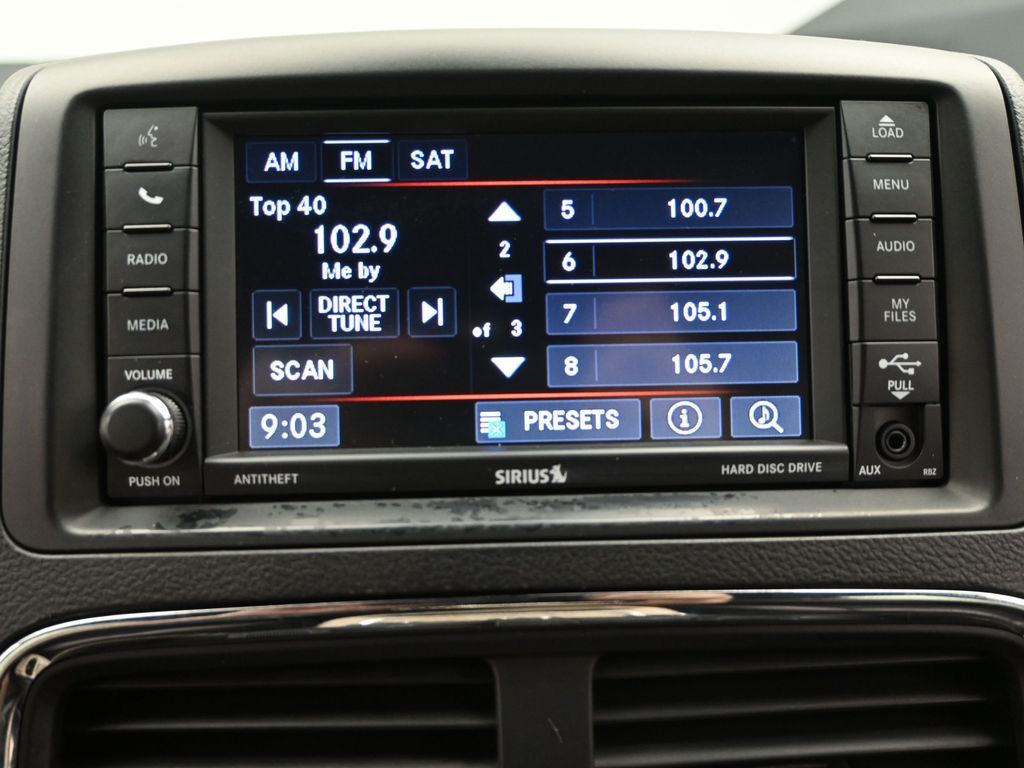 AM FM SAT
Top 40
102.9
Me by
DIRECT
TUNE
SCAN
9:03
2
of 3
5 100.7
6 102.9
7 105.1
8 105.7
PRESETS
RADIO
MEDIA
VOLUME
PUSH ON
LOAD
MENU
AUDIO
MY
FILES
PULL
AUX RBZ
ANTITHEFT
SIRIUS
HARD DISC DRIVE